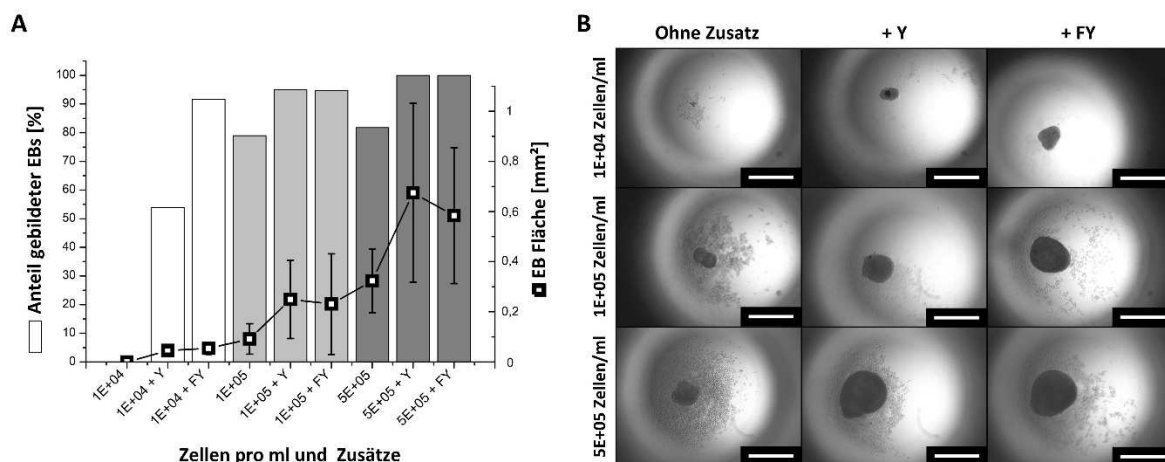 A
Anteil gebildeter EBs [%]
100
90
80
70
60
50
40
30
20
10
0
1
0,8
0,6
0,4
0,2
0
EB Fläche [mm²]
1E+04
1E+04 + Y
1E+04 + FY
1E+05
1E+05 + Y
1E+05 + FY
5E+05
5E+05 + Y
5E+05 + FY
Zellen pro ml und Zusätze
B
Ohne Zusatz
+ Y
+ FY
1E+04 Zellen/ml
1E+05 Zellen/ml
5E+05 Zellen/ml